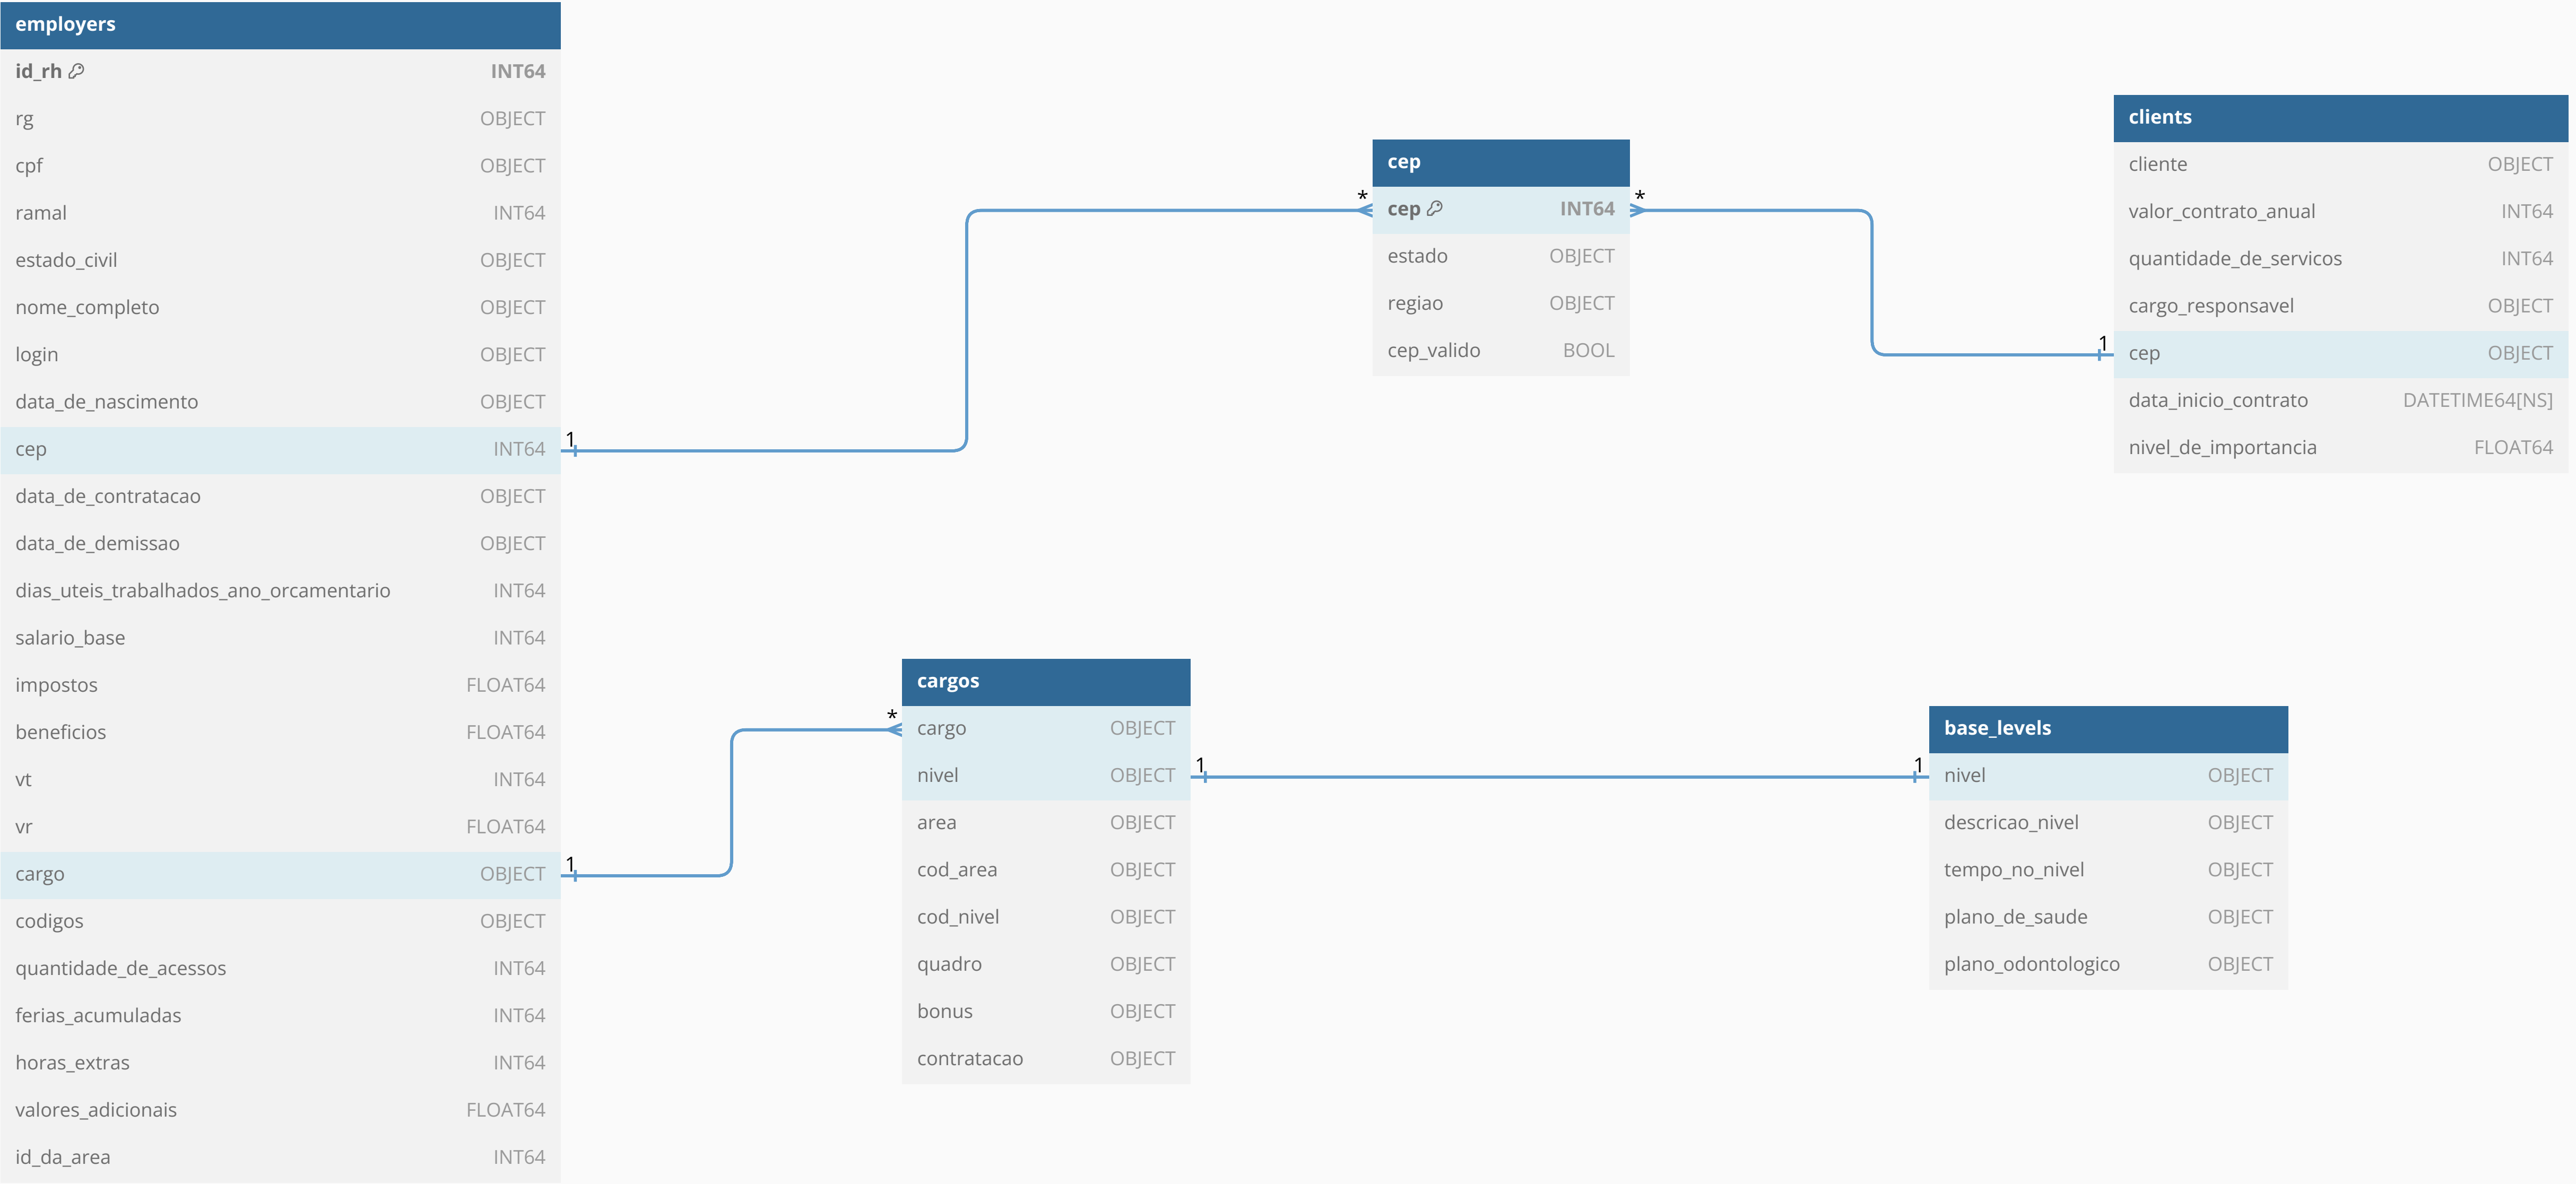 employers
id_rh INT64
rg OBJECT
cpf OBJECT
ramal INT64
estado_civil OBJECT
nome_completo OBJECT
login OBJECT
data_de_nascimento OBJECT
cep INT64
data_de_contratacao OBJECT
data_de_demissao OBJECT
dias_uteis_trabalhados_ano_orcamentario INT64
salario_base INT64
impostos FLOAT64
beneficios FLOAT64
vt INT64
vr FLOAT64
cargo OBJECT
codigos OBJECT
quantidade_de_acessos INT64
ferias_acumuladas INT64
horas_extras INT64
valores_adicionais FLOAT64
id_da_area INT64
1
1
*
cep
cep INT64
estado OBJECT
regiao OBJECT
cep_valido BOOL
*
*
1
clients
cliente OBJECT
valor_contrato_anual INT64
quantidade_de_servicos INT64
cargo_responsavel OBJECT
cep OBJECT
data_inicio_contrato DATETIME64[NS]
nivel_de_importancia FLOAT64
cargos
cargo OBJECT
nivel OBJECT
area OBJECT
cod_area OBJECT
cod_nivel OBJECT
quadro OBJECT
bonus OBJECT
contratacao OBJECT
1
1
base_levels
nivel OBJECT
descricao_nivel OBJECT
tempo_no_nivel OBJECT
plano_de_saude OBJECT
plano_odontologico OBJECT